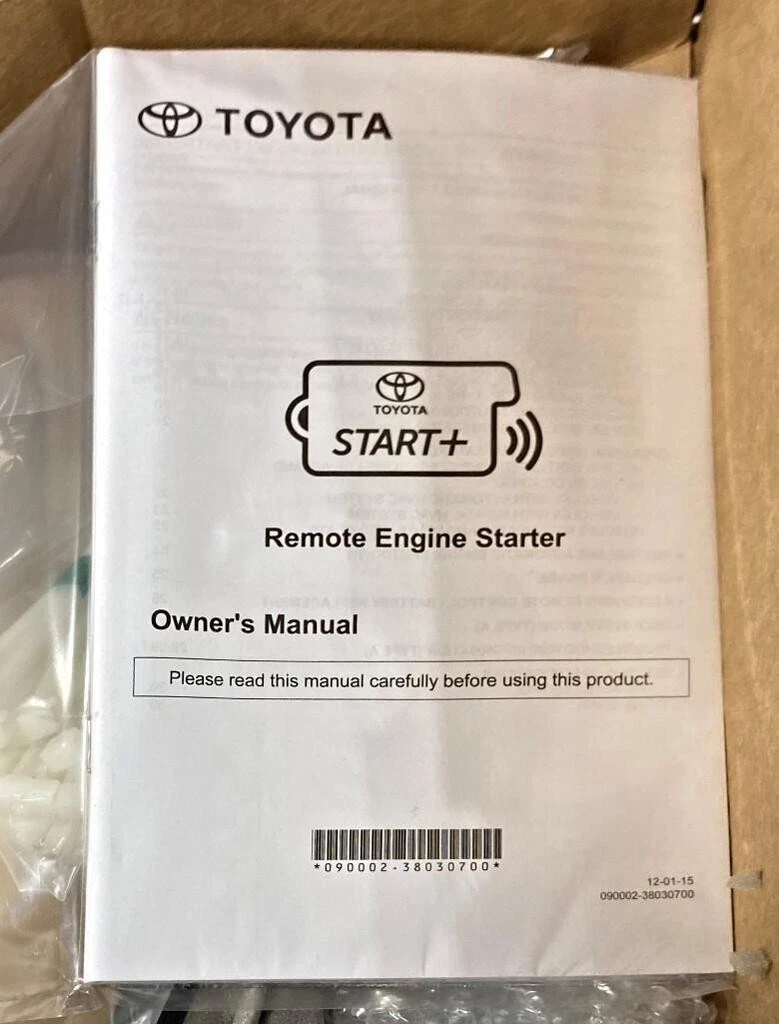 TOYOTA
TOYOTA
START+
Remote Engine Starter
Owner's Manual
Please read this manual carefully before using this product.
*090002-38030700*
12-01-15
090002-38030700